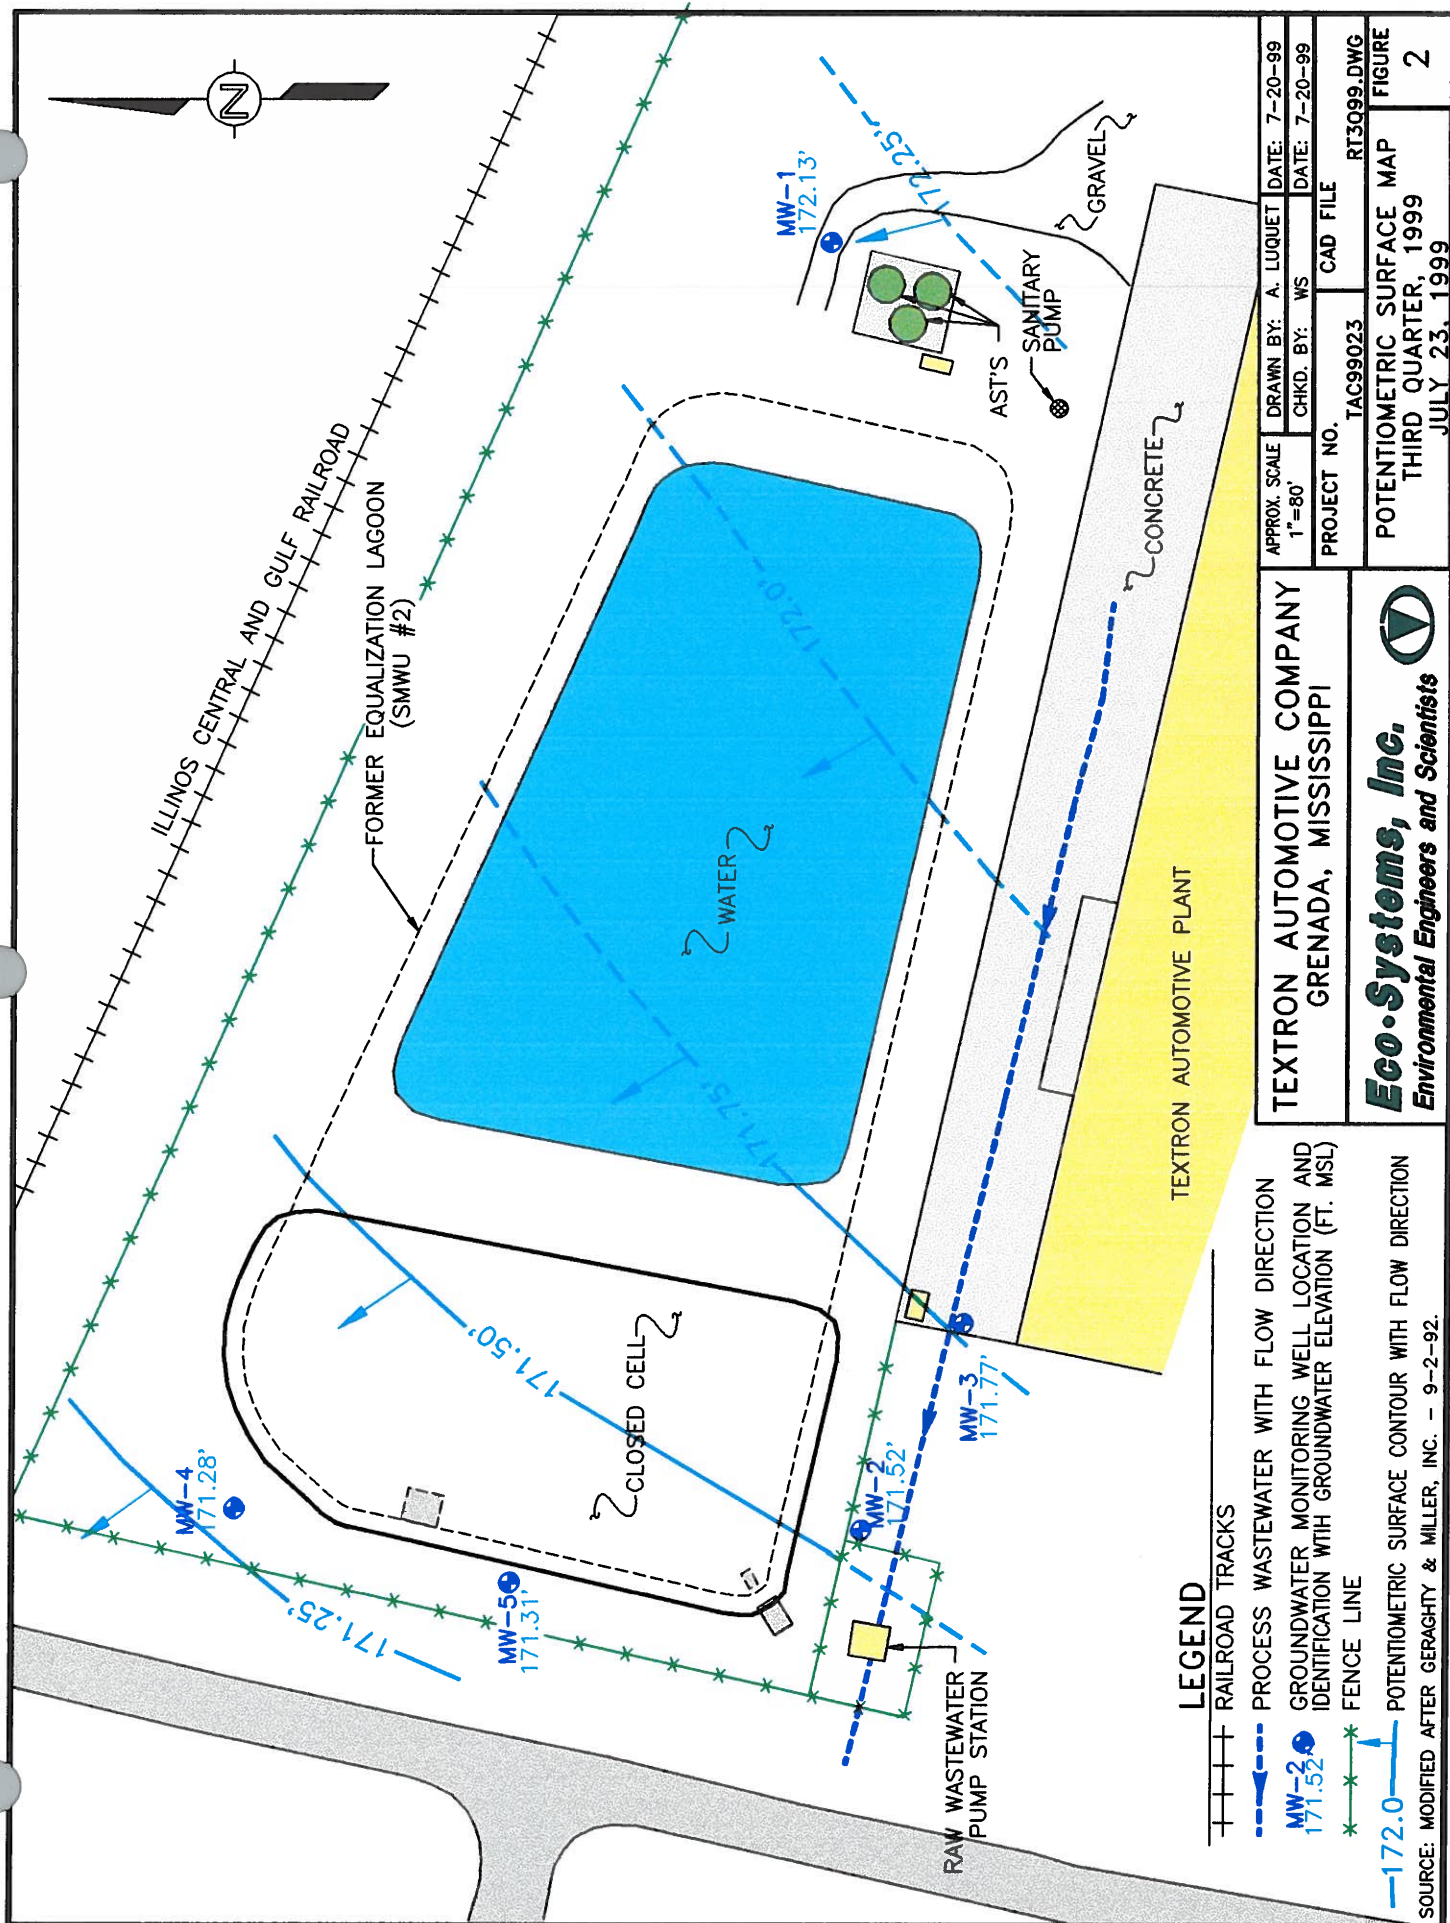 N
ILLINOS CENTRAL AND GULF RAILROAD
FORMER EQUALIZATION LAGOON
(SMWU #2)
MW-4
171.28'
171.25'
MW-5
171.31'
171.50'
CLOSED CELL
WATER
171.75'
172.0'
MW-1
172.13'
172.25'
GRAVEL
AST'S
SANITARY
PUMP
CONCRETE
MW-2
171.52'
MW-3
171.77'
RAW WASTEWATER
PUMP STATION
TEXTRON AUTOMOTIVE PLANT
LEGEND
RAILROAD TRACKS
PROCESS WASTEWATER WITH FLOW DIRECTION
MW-2
171.52
GROUNDWATER MONITORING WELL LOCATION AND
IDENTIFICATION WTIH GROUNDWATER ELEVATION (FT. MSL)
FENCE LINE
172.0
POTENTIOMETRIC SURFACE CONTOUR WITH FLOW DIRECTION
SOURCE: MODIFIED AFTER GERAGHTY & MILLER, INC. - 9-2-92.
TEXTRON AUTOMOTIVE COMPANY
GRENADA, MISSISSIPPI
Eco-Systems, Inc.
Environmental Engineers and Scientists
APPROX. SCALE
1"=80'
DRAWN BY: A. LUQUET
DATE: 7-20-99
CHKD. BY: WS
DATE: 7-20-99
PROJECT NO.
TAC99023
CAD FILE
RT3Q99.DWG
POTENTIOMETRIC SURFACE MAP
THIRD QUARTER, 1999
JULY 23, 1999
FIGURE
2